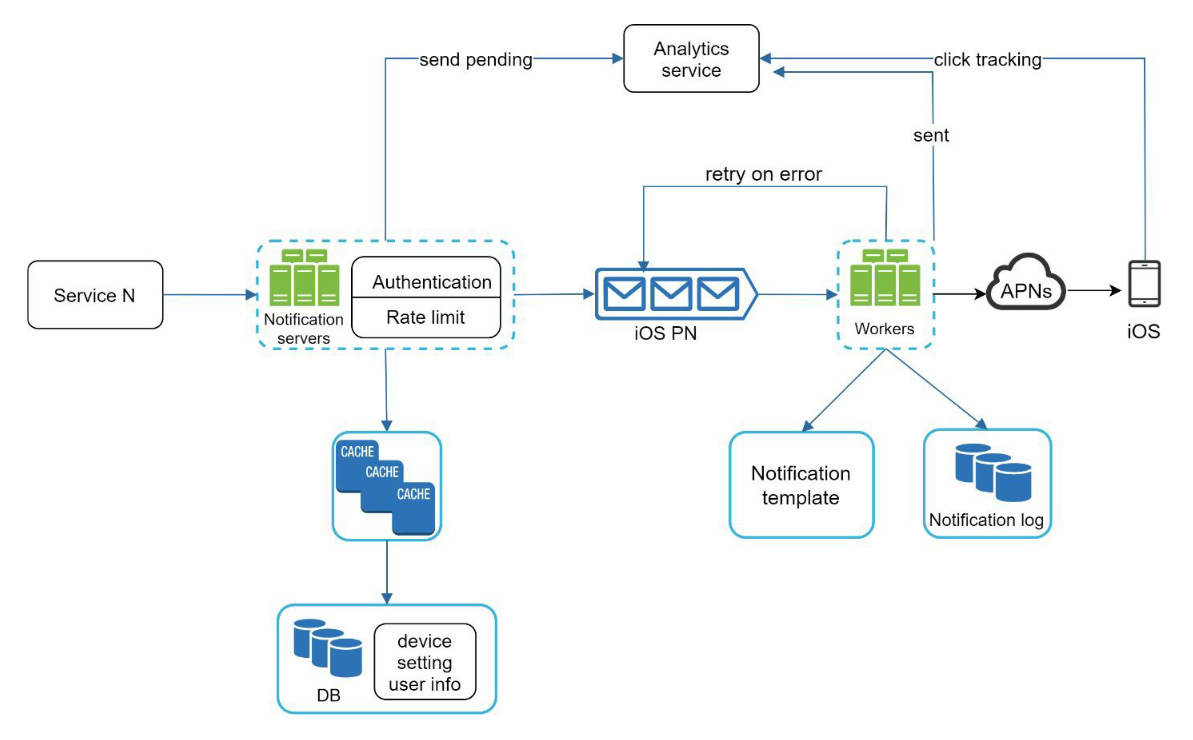 Analytics
service
send pending
click tracking
sent
retry on error
Service N
Notification
servers
Authentication
Rate limit
iOS PN
Workers
APNs
iOS
CACHE
CACHE
CACHE
Notification
template
Notification log
DB
device
setting
user info